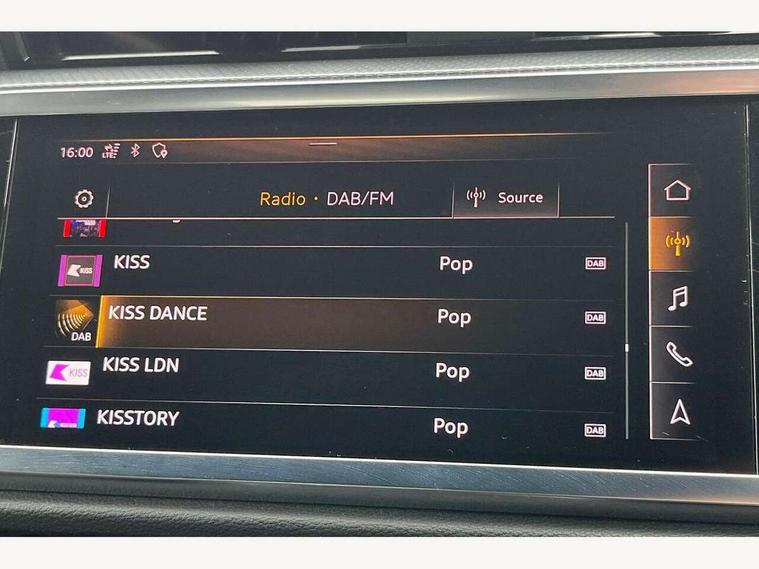 16:00 LTE
Radio · DAB/FM Source
KISS KISS Pop DAB
DAB KISS DANCE Pop DAB
KISS KISS LDN Pop DAB
KISSTORY Pop DAB